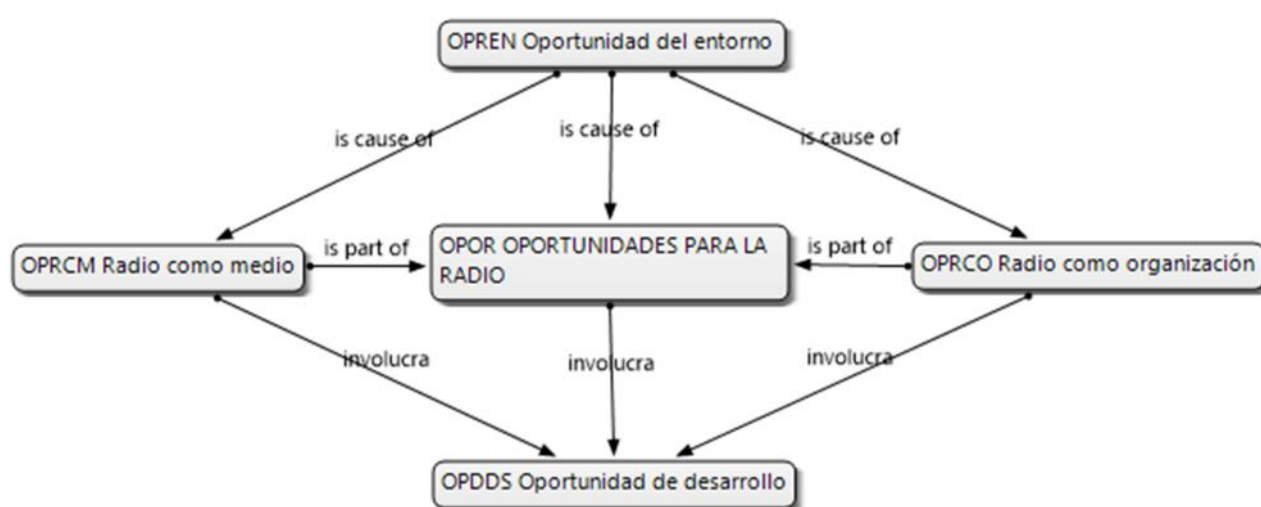 OPREN Oportunidad del entorno
is cause of
is cause of
is cause of
OPRCM Radio como medio
is part of
OPOR OPORTUNIDADES PARA LA
RADIO
is part of
OPRCO Radio como organización
involucra
involucra
involucra
OPDDS Oportunidad de desarrollo